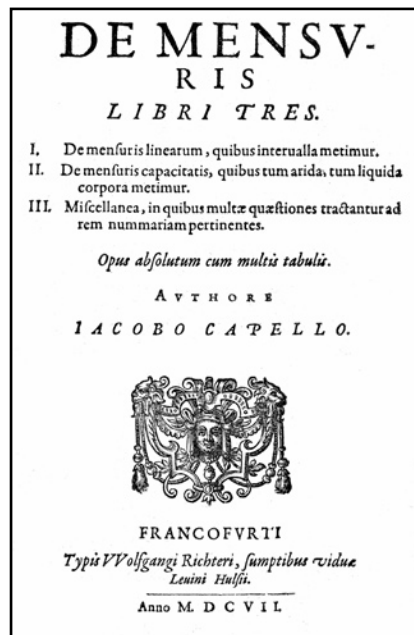 DE MENSV-
RIS
LIBRI TRES.
I. De menſuris linearum, quibus interualla metimur.
II. De menſuris capacitatis, quibus tum arida, tum liquida
corpora metimur.
III. Miſcellanea, in quibus multæ quæſtiones tractantur ad
rem nummariam pertinentes.
Opus abſolutum cum multis tabulis.
AVTHORE
IACOBO CAPELLO.
FRANCOFVRTI
Typis VVolfgangi Richteri, ſumptibus viduæ
Leuini Hulſii.
Anno M. D C VII.